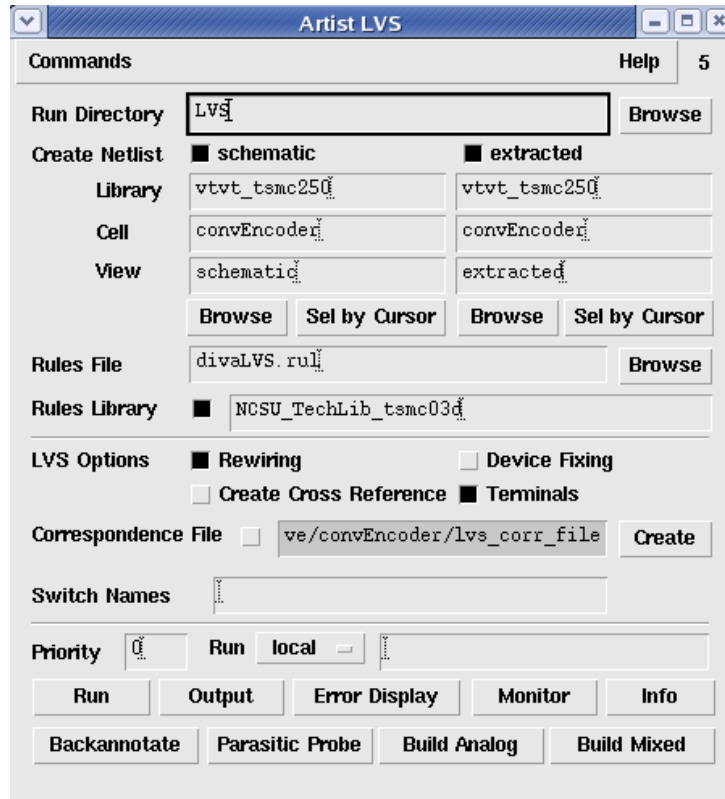 Artist LVS
Commands Help 5
Run Directory LVS Browse
Create Netlist schematic extracted
Library vtvt_tsmc250 vtvt_tsmc250
Cell convEncoder convEncoder
View schematic extracted
Browse Sel by Cursor Browse Sel by Cursor
Rules File divaLVS.rul Browse
Rules Library NCSU_TechLib_tsmc03d
LVS Options Rewiring Device Fixing
Create Cross Reference Terminals
Correspondence File ve/convEncoder/lvs_corr_file Create
Switch Names
Priority 0 Run local
Run Output Error Display Monitor Info
Backannotate Parasitic Probe Build Analog Build Mixed